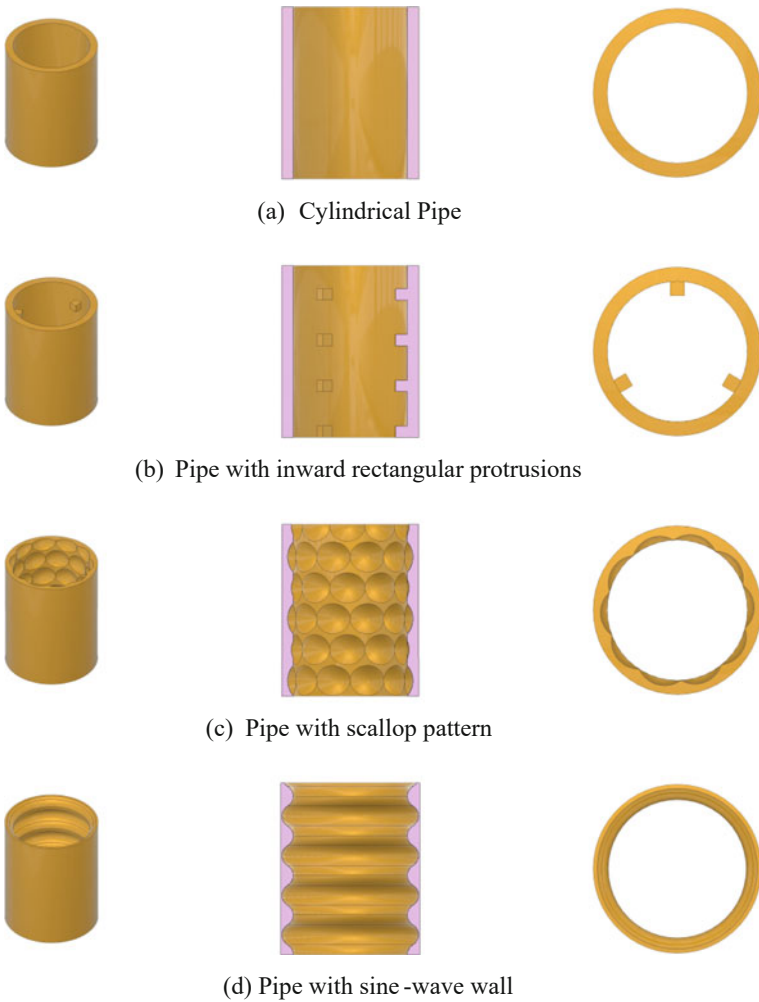 (a) Cylindrical Pipe
(b) Pipe with inward rectangular protrusions
(c) Pipe with scallop pattern
(d) Pipe with sine-wave wall